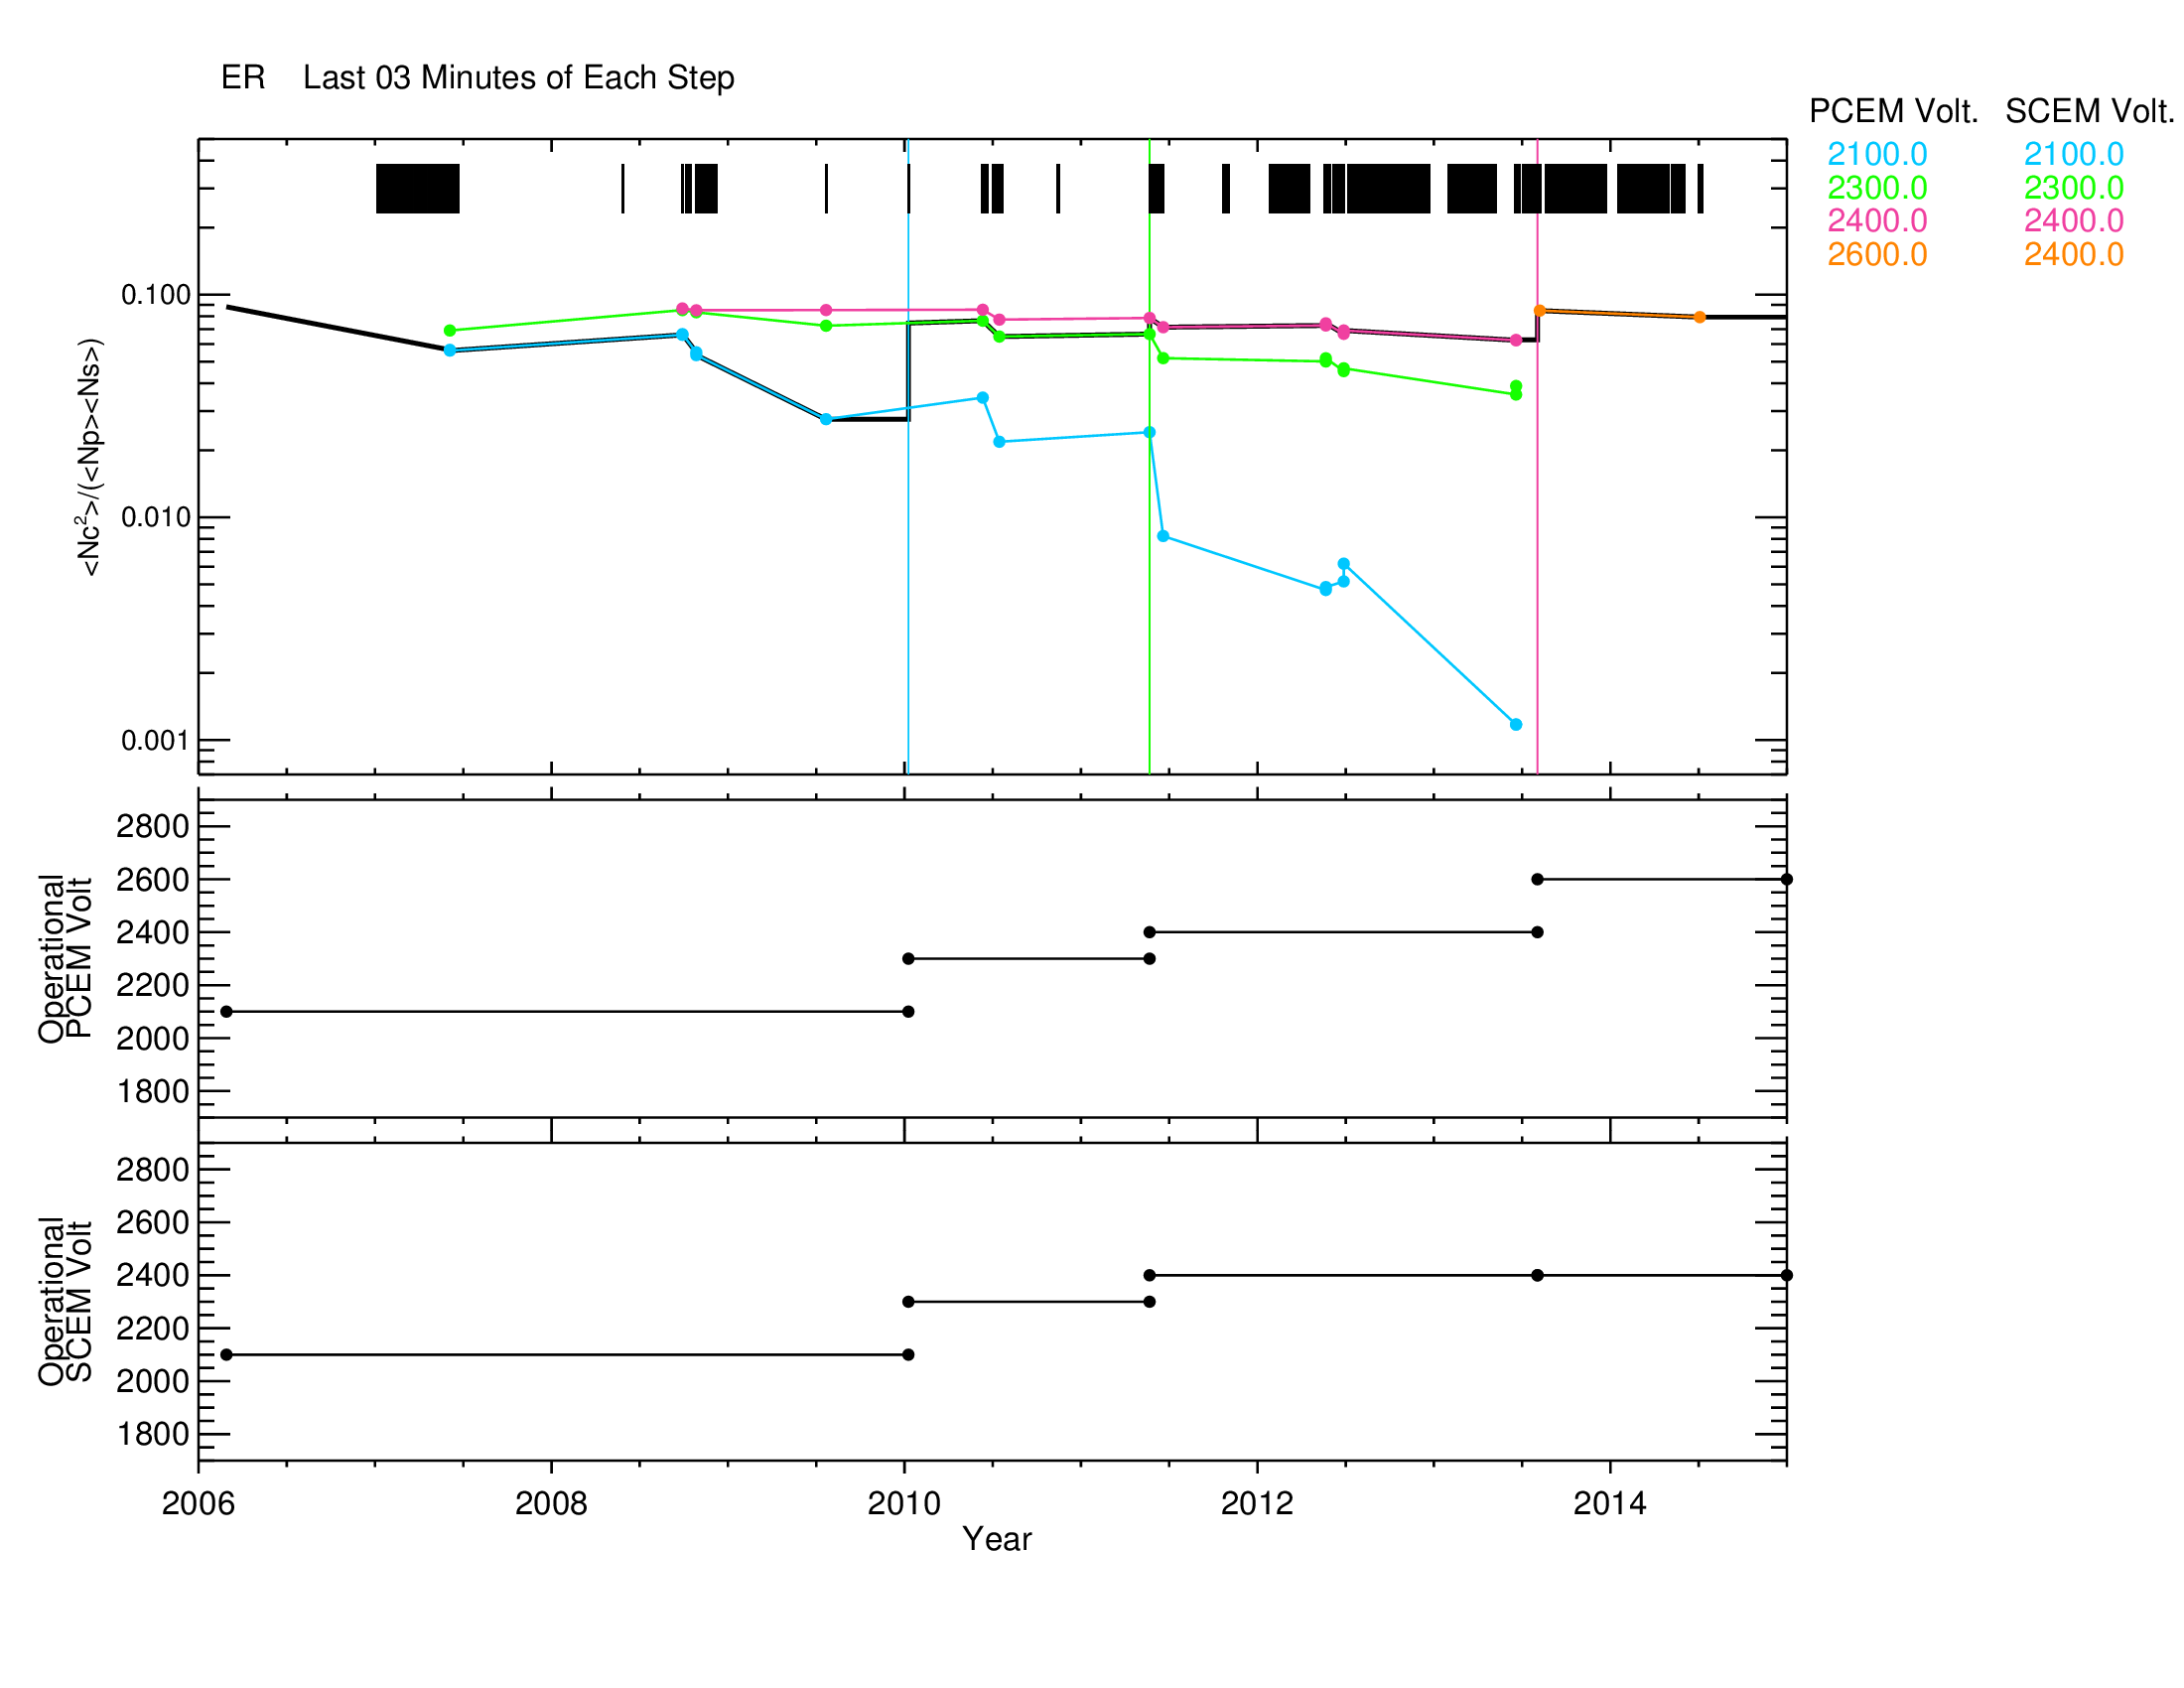 ER Last 03 Minutes of Each Step
PCEM Volt. SCEM Volt.
2100.0 2100.0
2300.0 2300.0
2400.0 2400.0
2600.0 2400.0
<Nc²>/(<Np><Ns>)
0.100
0.010
0.001
Operational
PCEM Volt
2800
2600
2400
2200
2000
1800
Operational
SCEM Volt
2800
2600
2400
2200
2000
1800
2006 2008 2010 2012 2014
Year